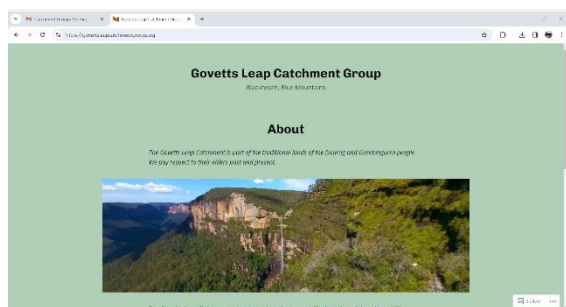 Govetts Leap Catchment Group
Blackheath, Blue Mountains
About
The Govetts Leap Catchment is part of the traditional lands of the Darug and Gundungurra people.
We pay respect to their elders past and present.
Follow